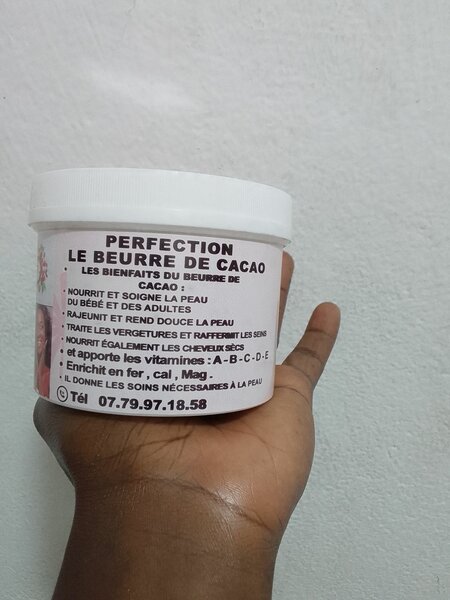 PERFECTION
LE BEURRE DE CACAO
• LES BIENFAITS DU BEURRE DE
CACAO :
• NOURRIT ET SOIGNE LA PEAU
DU BÉBÉ ET DES ADULTES
• RAJEUNIT ET REND DOUCE LA PEAU
• TRAITE LES VERGETURES ET RAFFERMIT LES SEINS
• NOURRIT ÉGALEMENT LES CHEVEUX SÈCS
• et apporte les vitamines : A-B-C-D-E
• Enrichit en fer , cal , Mag .
• IL DONNE LES SOINS NÉCESSAIRES À LA PEAU
Tél 07.79.97.18.58